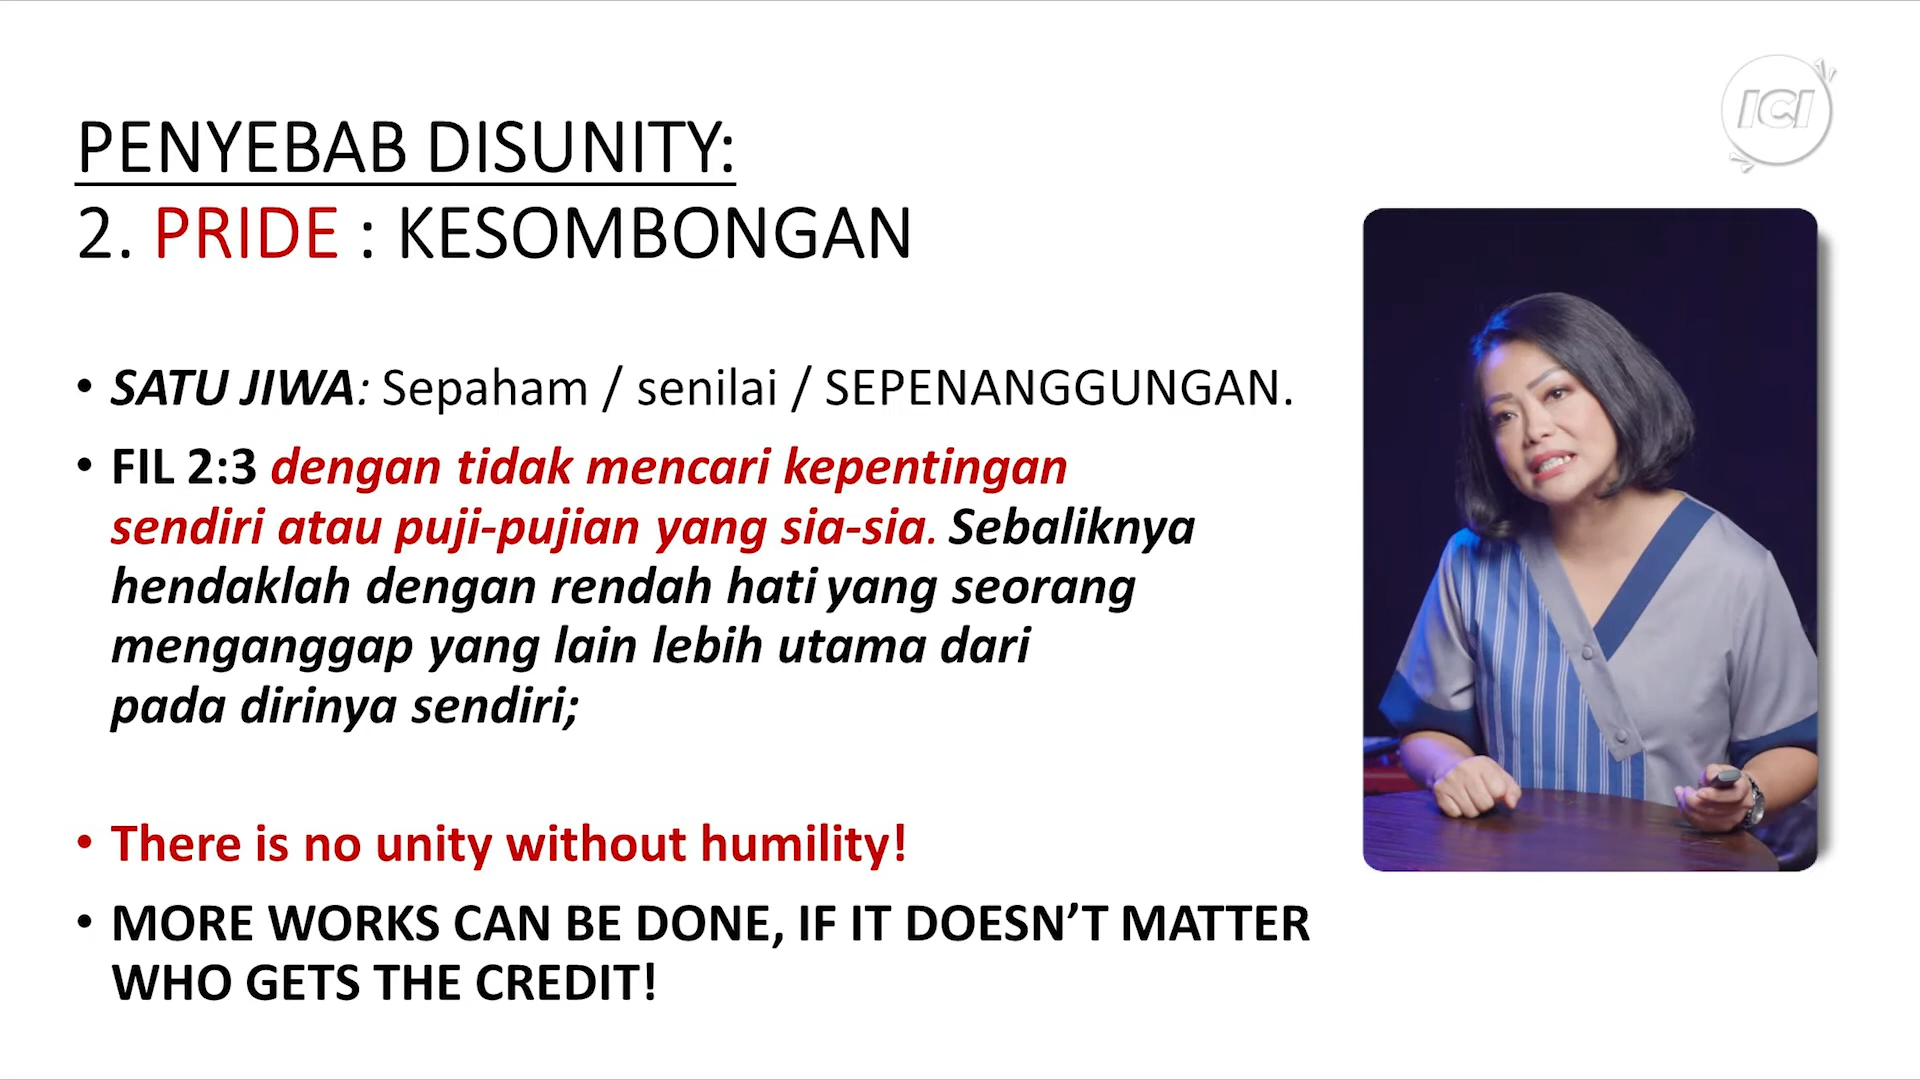 ICI
PENYEBAB DISUNITY:
2. PRIDE : KESOMBONGAN
• SATU JIWA: Sepaham / senilai / SEPENANGGUNGAN.
• FIL 2:3 dengan tidak mencari kepentingan
sendiri atau puji-pujian yang sia-sia. Sebaliknya
hendaklah dengan rendah hati yang seorang
menganggap yang lain lebih utama dari
pada dirinya sendiri;
• There is no unity without humility!
• MORE WORKS CAN BE DONE, IF IT DOESN’T MATTER
WHO GETS THE CREDIT!